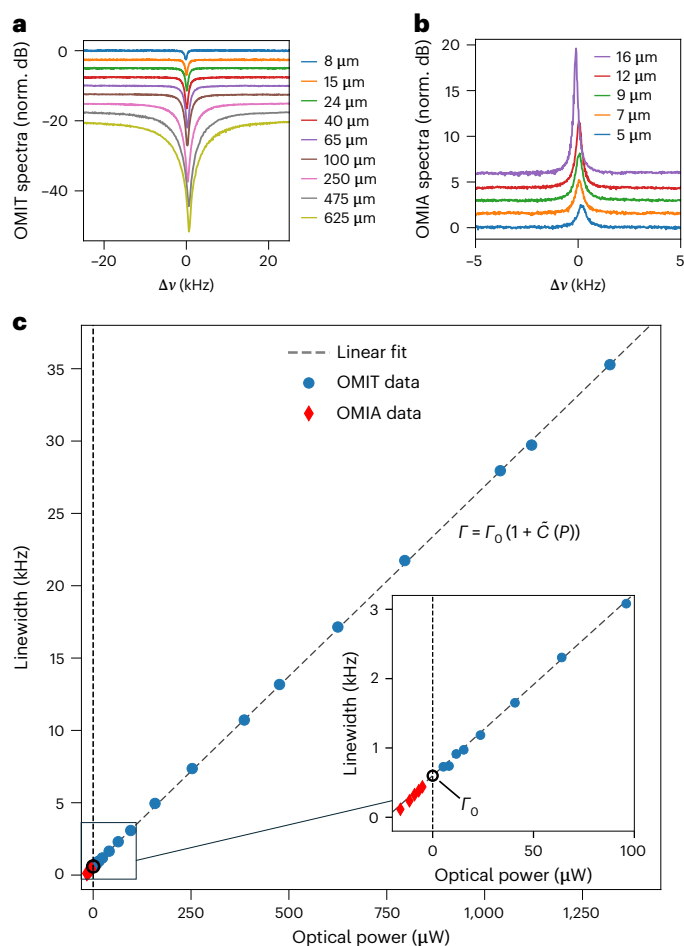 a
OMIT spectra (norm. dB)
0
−20
−40
−20
0
20
Δν (kHz)
8 μm
15 μm
24 μm
40 μm
65 μm
100 μm
250 μm
475 μm
625 μm
b
OMIA spectra (norm. dB)
20
15
10
5
0
−5
0
5
Δν (kHz)
16 μm
12 μm
9 μm
7 μm
5 μm
c
Linewidth (kHz)
35
30
25
20
15
10
5
0
0
250
500
750
1,000
1,250
Optical power (μW)
Linear fit
OMIT data
OMIA data
Γ = Γ₀ (1 + C̃ (P))
Linewidth (kHz)
3
2
1
0
Γ₀
0
50
100
Optical power (μW)